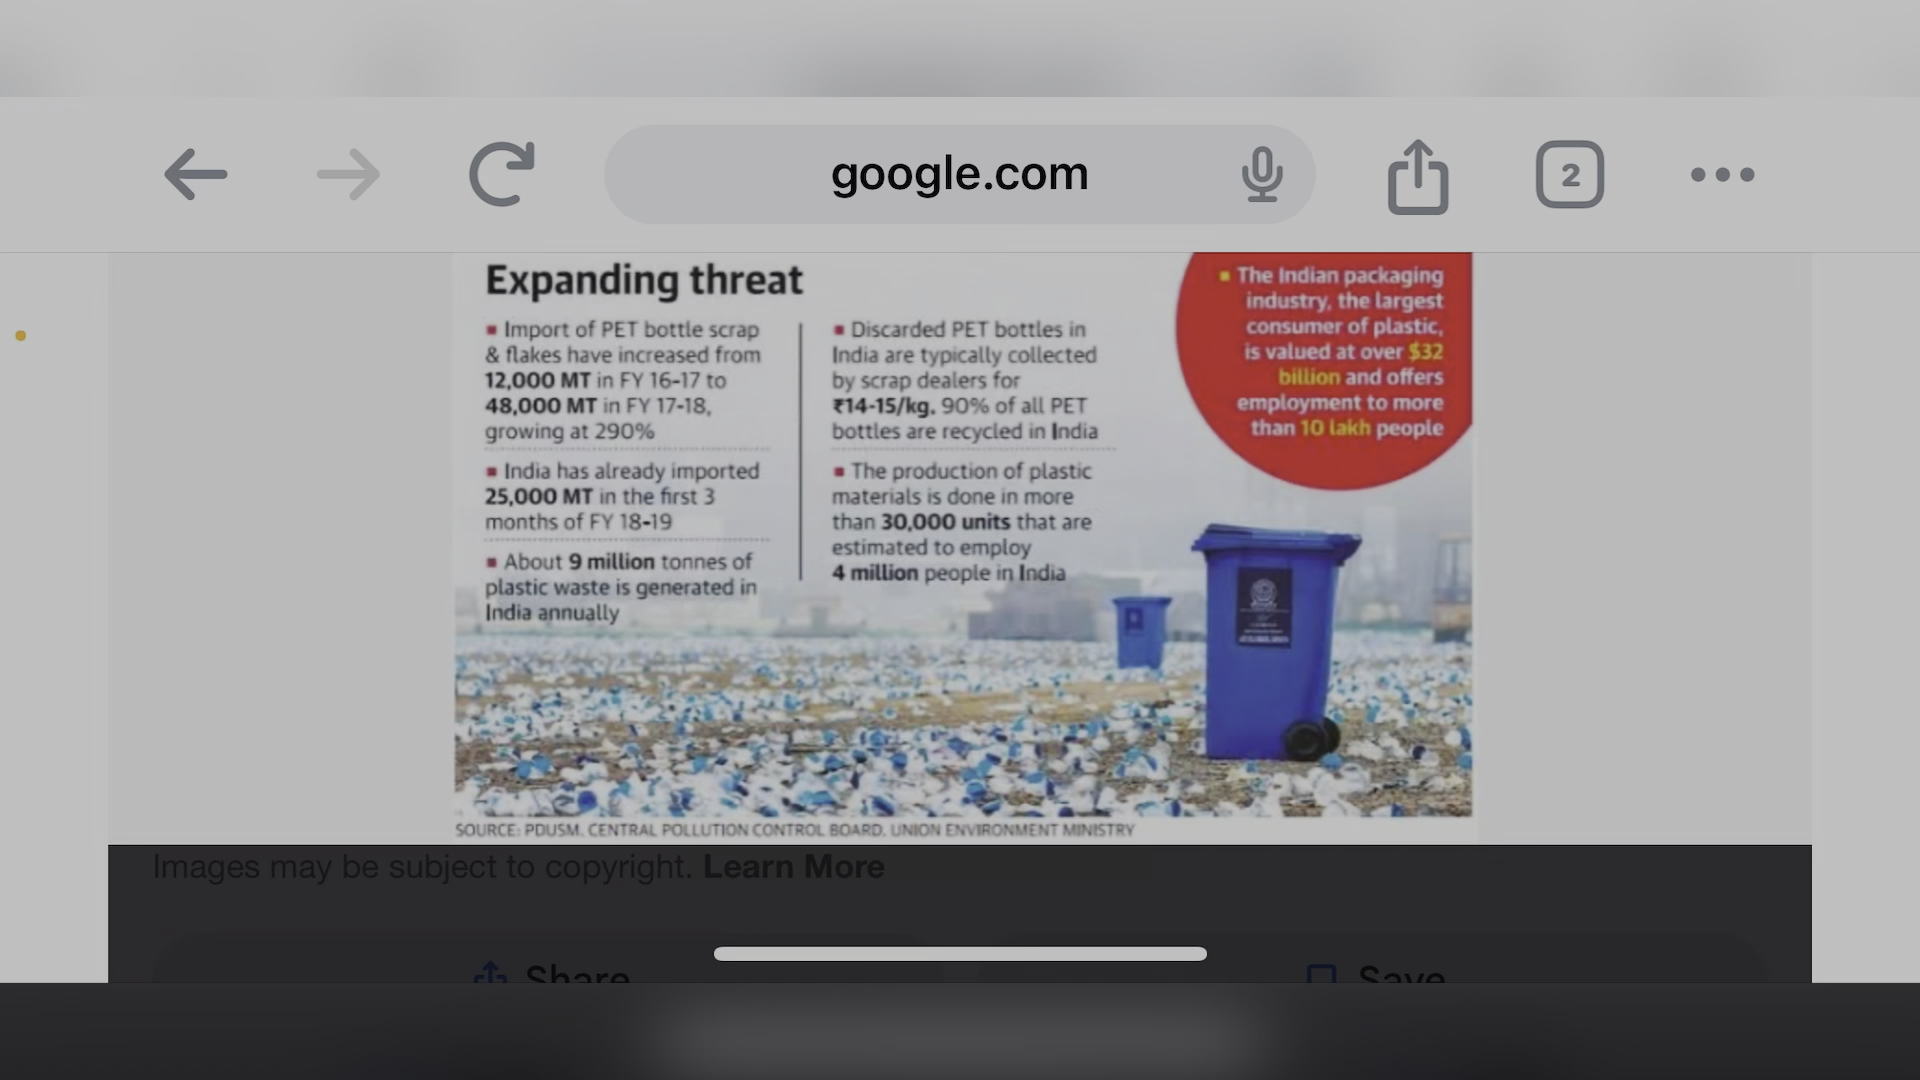 google.com
2
Expanding threat
▪ Import of PET bottle scrap
& flakes have increased from
12,000 MT in FY 16-17 to
48,000 MT in FY 17-18,
growing at 290%
▪ India has already imported
25,000 MT in the first 3
months of FY 18-19
▪ About 9 million tonnes of
plastic waste is generated in
India annually
▪ Discarded PET bottles in
India are typically collected
by scrap dealers for
₹14-15/kg. 90% of all PET
bottles are recycled in India
▪ The production of plastic
materials is done in more
than 30,000 units that are
estimated to employ
4 million people in India
▪ The Indian packaging
industry, the largest
consumer of plastic,
is valued at over $32
billion and offers
employment to more
than 10 lakh people
SOURCE: PDUSM, CENTRAL POLLUTION CONTROL BOARD, UNION ENVIRONMENT MINISTRY
Images may be subject to copyright. Learn More
Share
Save